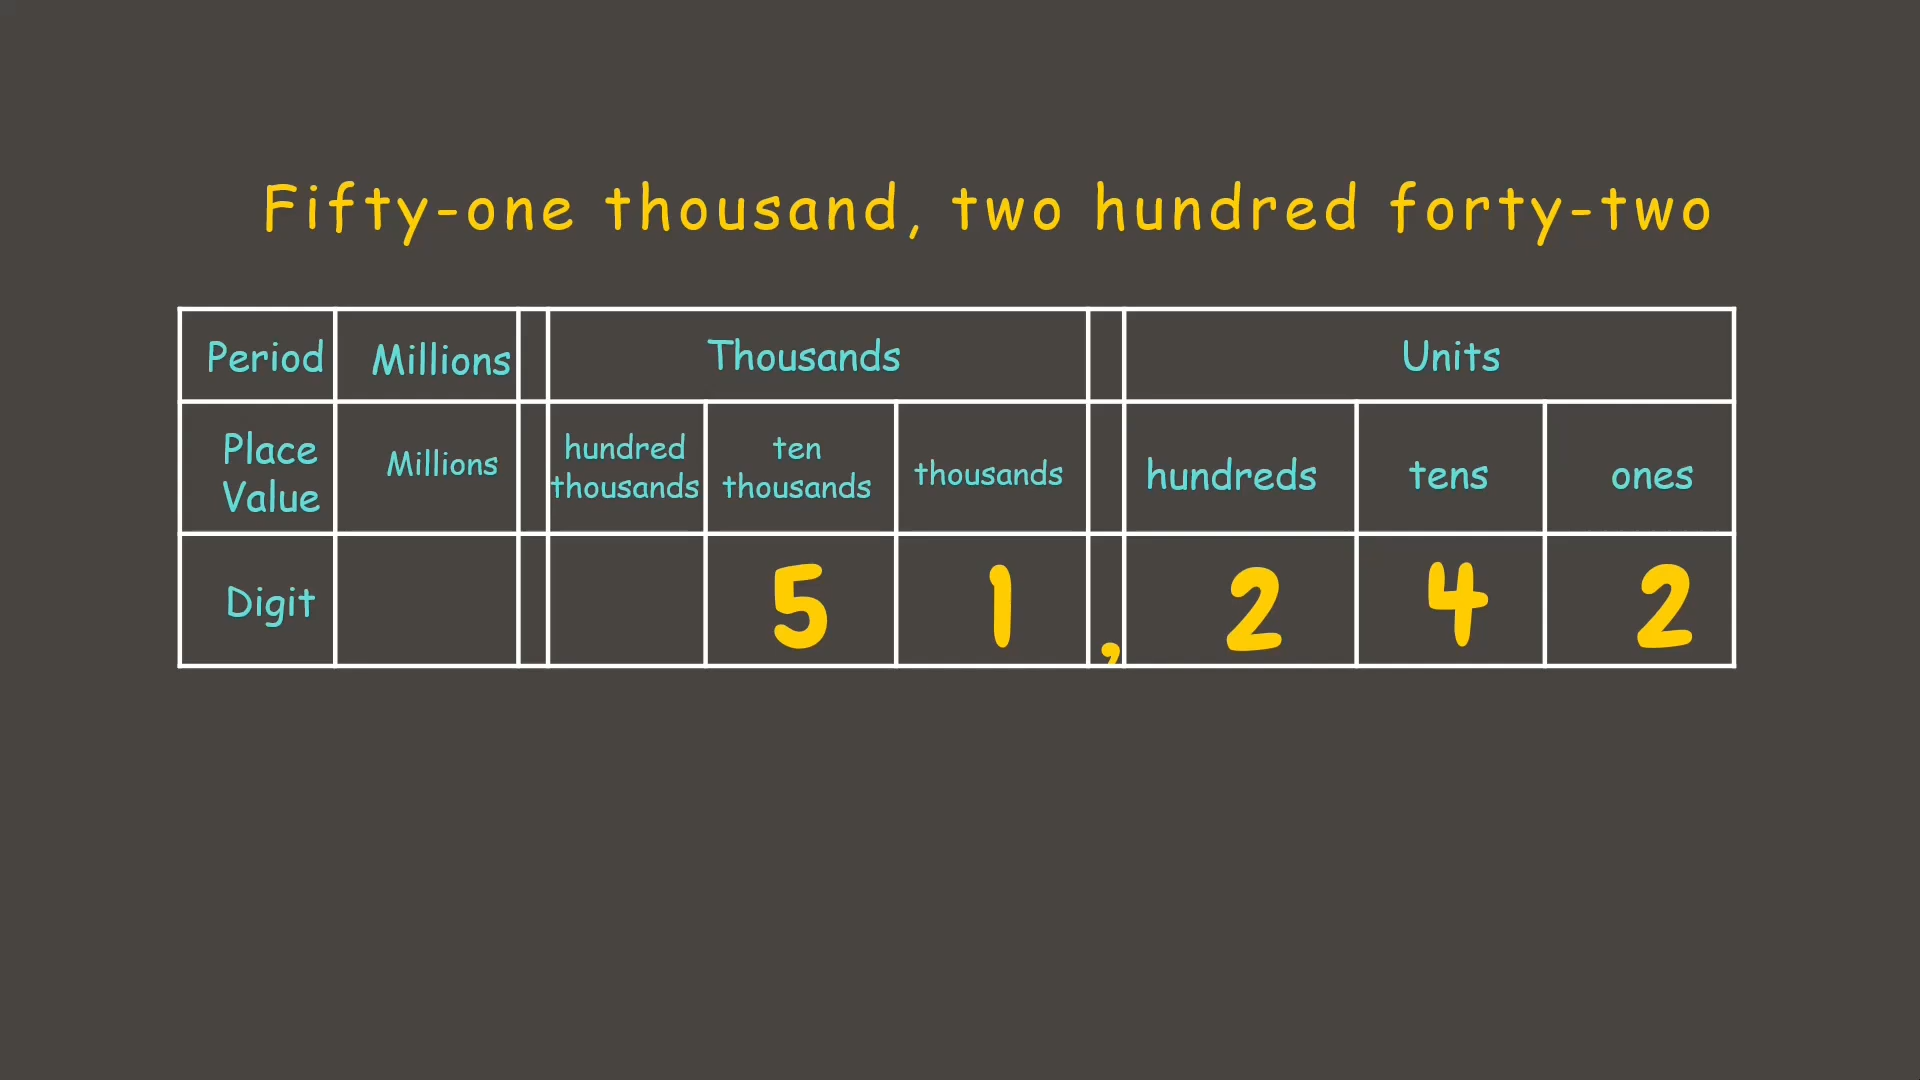 Fifty-one thousand, two hundred forty-two
Period Millions Thousands Units
Place Value Millions hundred thousands ten thousands thousands hundreds tens ones
Digit 5 1 , 2 4 2